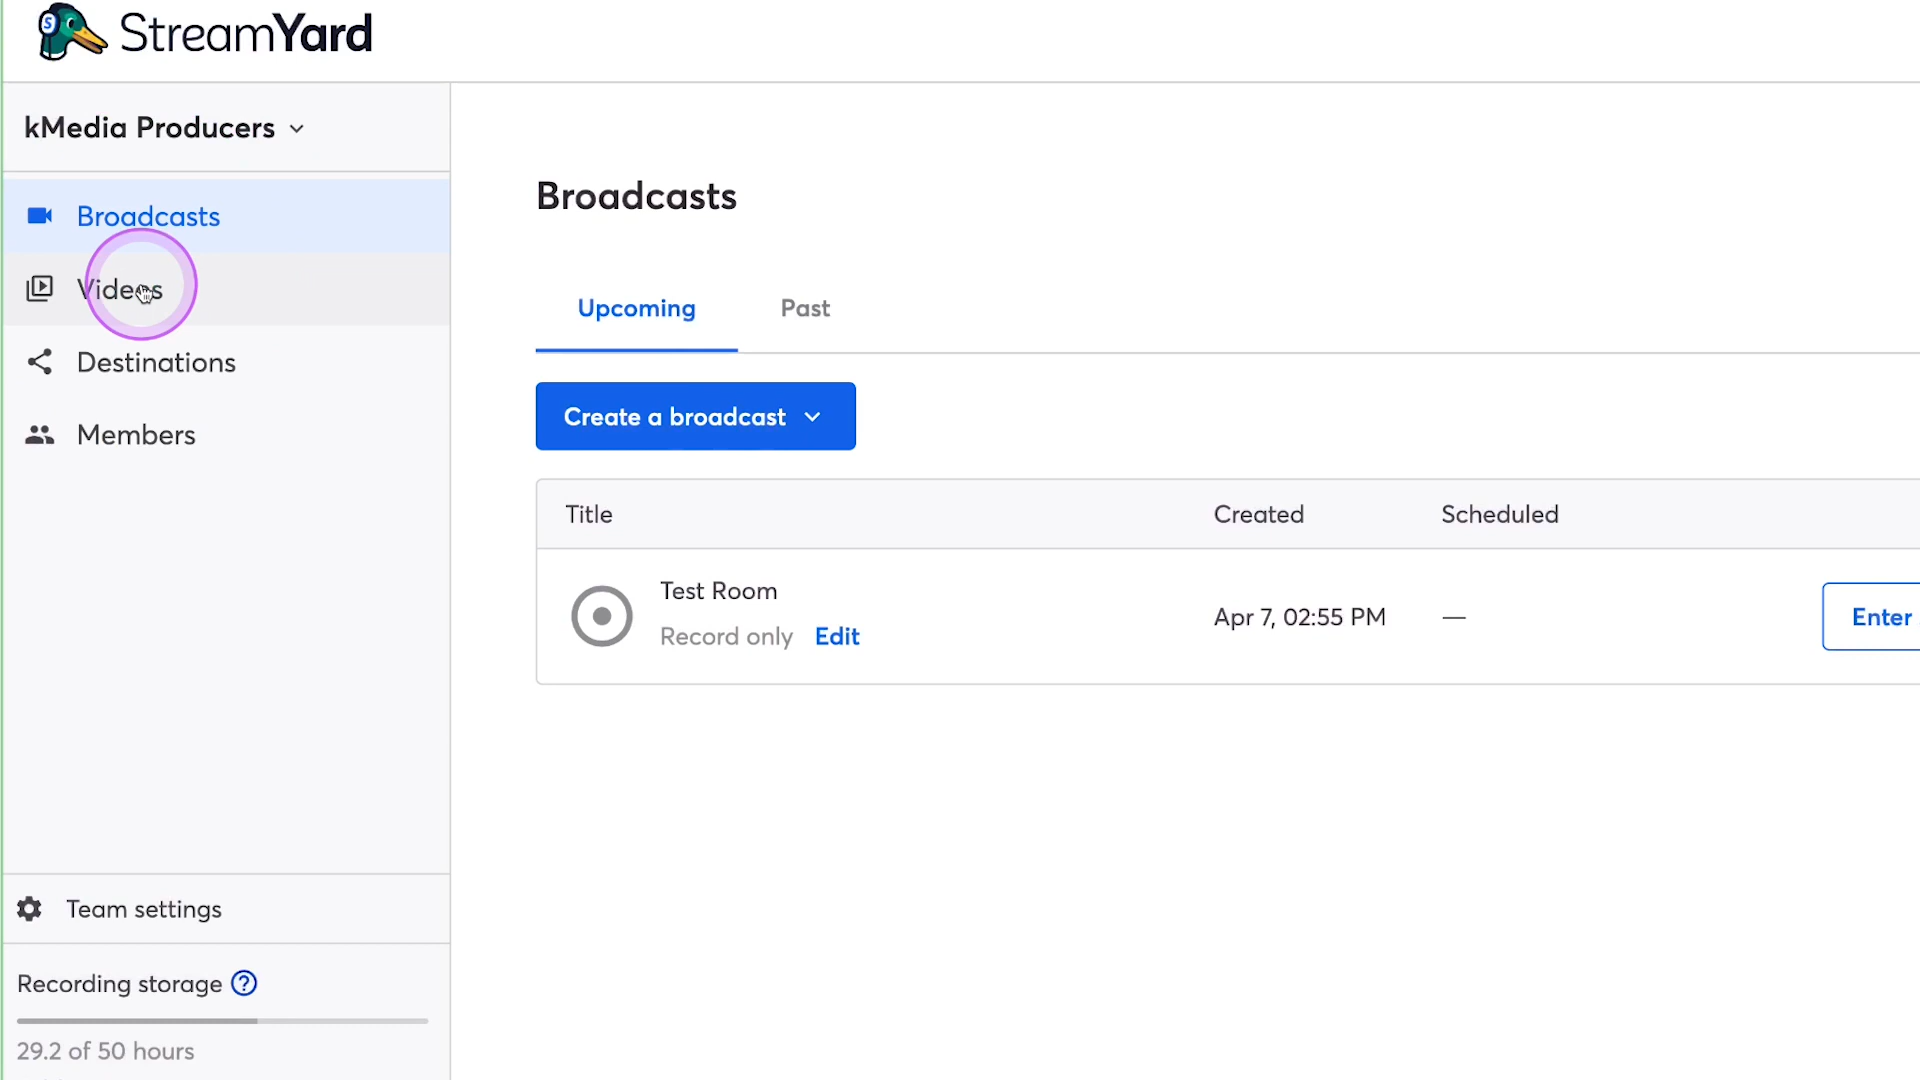 StreamYard
kMedia Producers
Broadcasts
Videos
Destinations
Members
Team settings
Recording storage ?
29.2 of 50 hours
Broadcasts
Upcoming Past
Create a broadcast
Title Created Scheduled
Test Room
Record only Edit
Apr 7, 02:55 PM — Enter